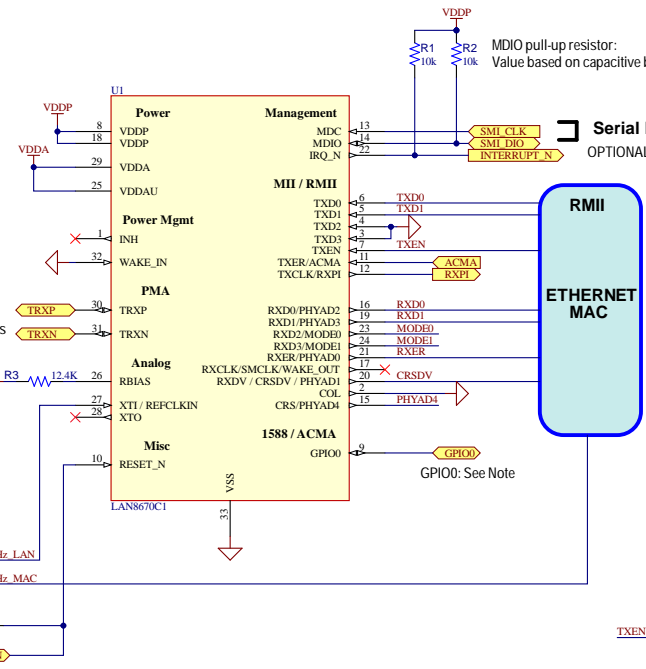 VDDP
R1
10k
R2
10k
MDIO pull-up resistor:
Value based on capacitive
U1
VDDP
VDDA
Power
8 VDDP
18 VDDP
29 VDDA
25 VDDAU
Power Mgmt
1 INH
32 WAKE_IN
PMA
TRXP 30 TRXP
TRXN 31 TRXN
Analog
R3 12.4K 26 RBIAS
27 XTI / REFCLKIN
28 XTO
Misc
10 RESET_N
Management
MDC 13 SMI_CLK
MDIO 14 SMI_DIO
IRQ_N 22 INTERRUPT_N
Serial
OPTIONAL
MII / RMII
TXD0 6 TXD0
TXD1 5 TXD1
TXD2 4
TXD3 3
TXEN 7 TXEN
TXER/ACMA 11 ACMA
TXCLK/RXPI 12 RXPI
RXD0/PHYAD2 16 RXD0
RXD1/PHYAD3 19 RXD1
RXD2/MODE0 23 MODE0
RXD3/MODE1 24 MODE1
RXER/PHYAD0 21 RXER
RXCLK/SMCLK/WAKE_OUT 17
RXDV / CRSDV / PHYAD1 20 CRSDV
COL 2
CRS/PHYAD4 15 PHYAD4
1588 / ACMA
GPIO0 9 GPIO0
GPIO0: See Note
RMII
ETHERNET
MAC
VSS
33
LAN8670C1
Hz_LAN
Hz_MAC
TXEN